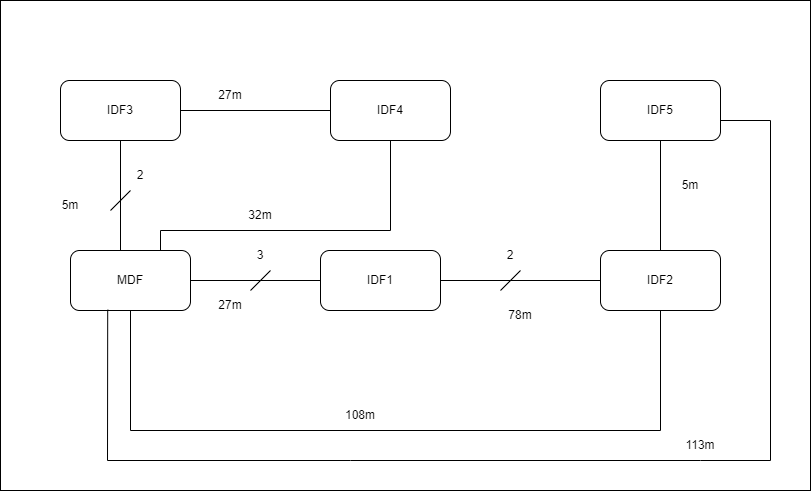 27m
IDF3
IDF4
IDF5
2
5m
5m
32m
3
2
MDF
IDF1
IDF2
27m
78m
108m
113m